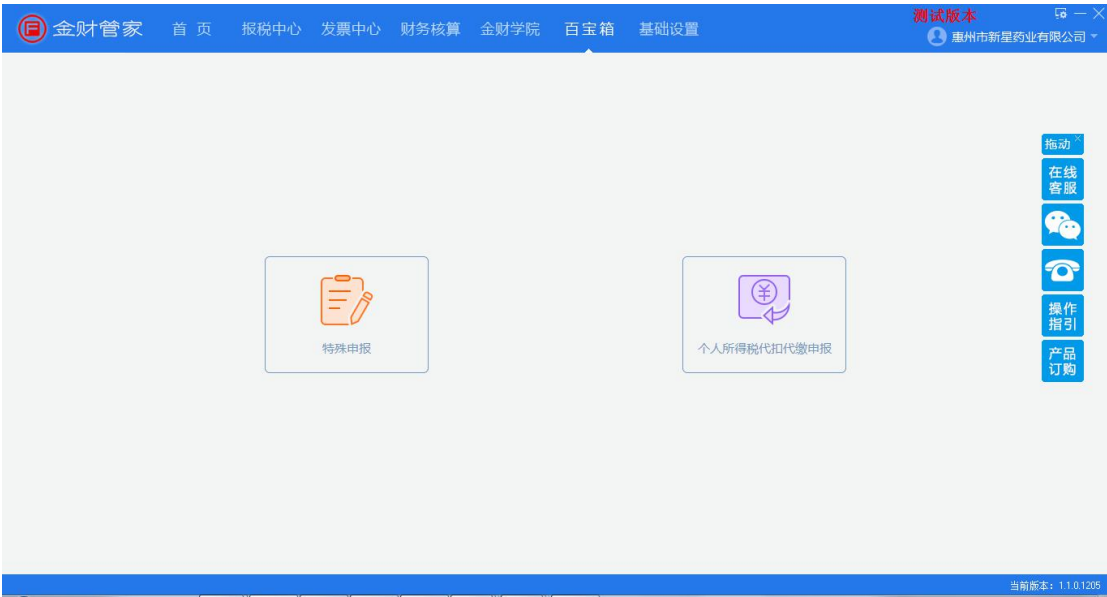 测试版本
金财管家 首 页 报税中心 发票中心 财务核算 金财学院 百宝箱 基础设置
惠州市新星药业有限公司
拖动
在线
客服
特殊申报
个人所得税代扣代缴申报
操作
指引
产品
订购
当前版本：1.1.0.1205